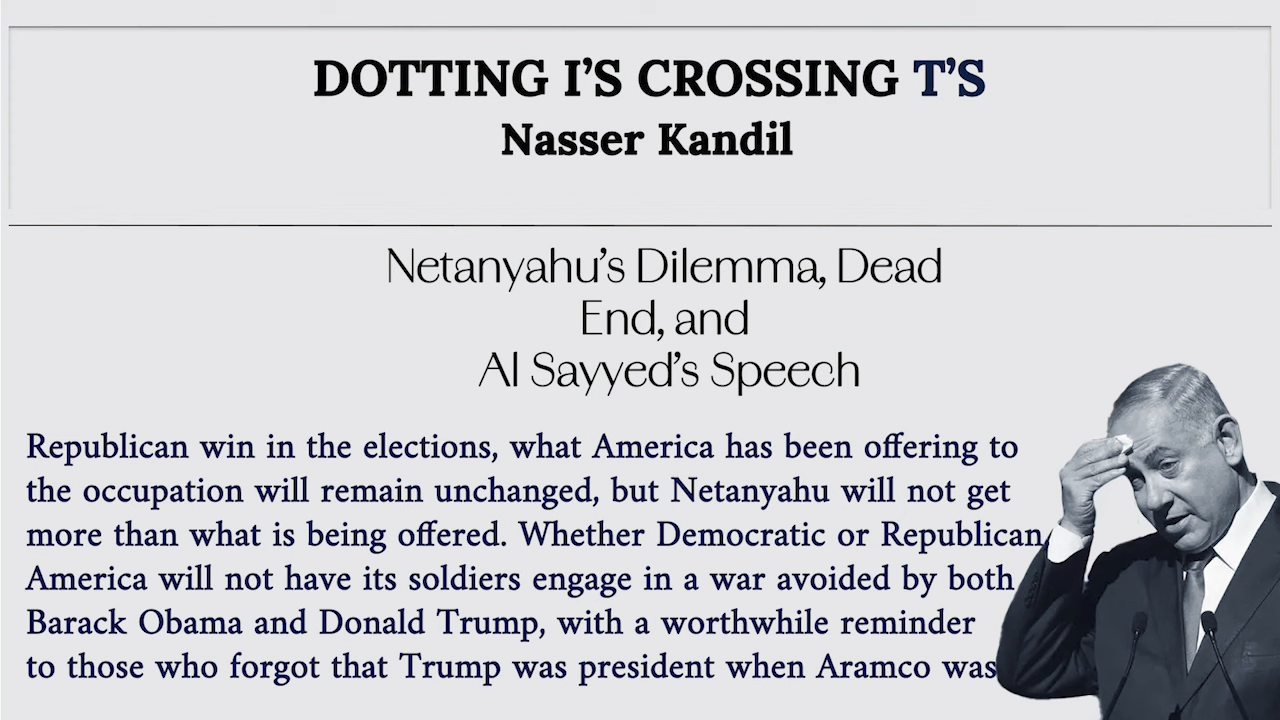 DOTTING I'S CROSSING T'S
Nasser Kandil
Netanyahu's Dilemma, Dead
End, and
Al Sayyed's Speech
Republican win in the elections, what America has been offering to
the occupation will remain unchanged, but Netanyahu will not get
more than what is being offered. Whether Democratic or Republican,
America will not have its soldiers engage in a war avoided by both
Barack Obama and Donald Trump, with a worthwhile reminder
to those who forgot that Trump was president when Aramco was